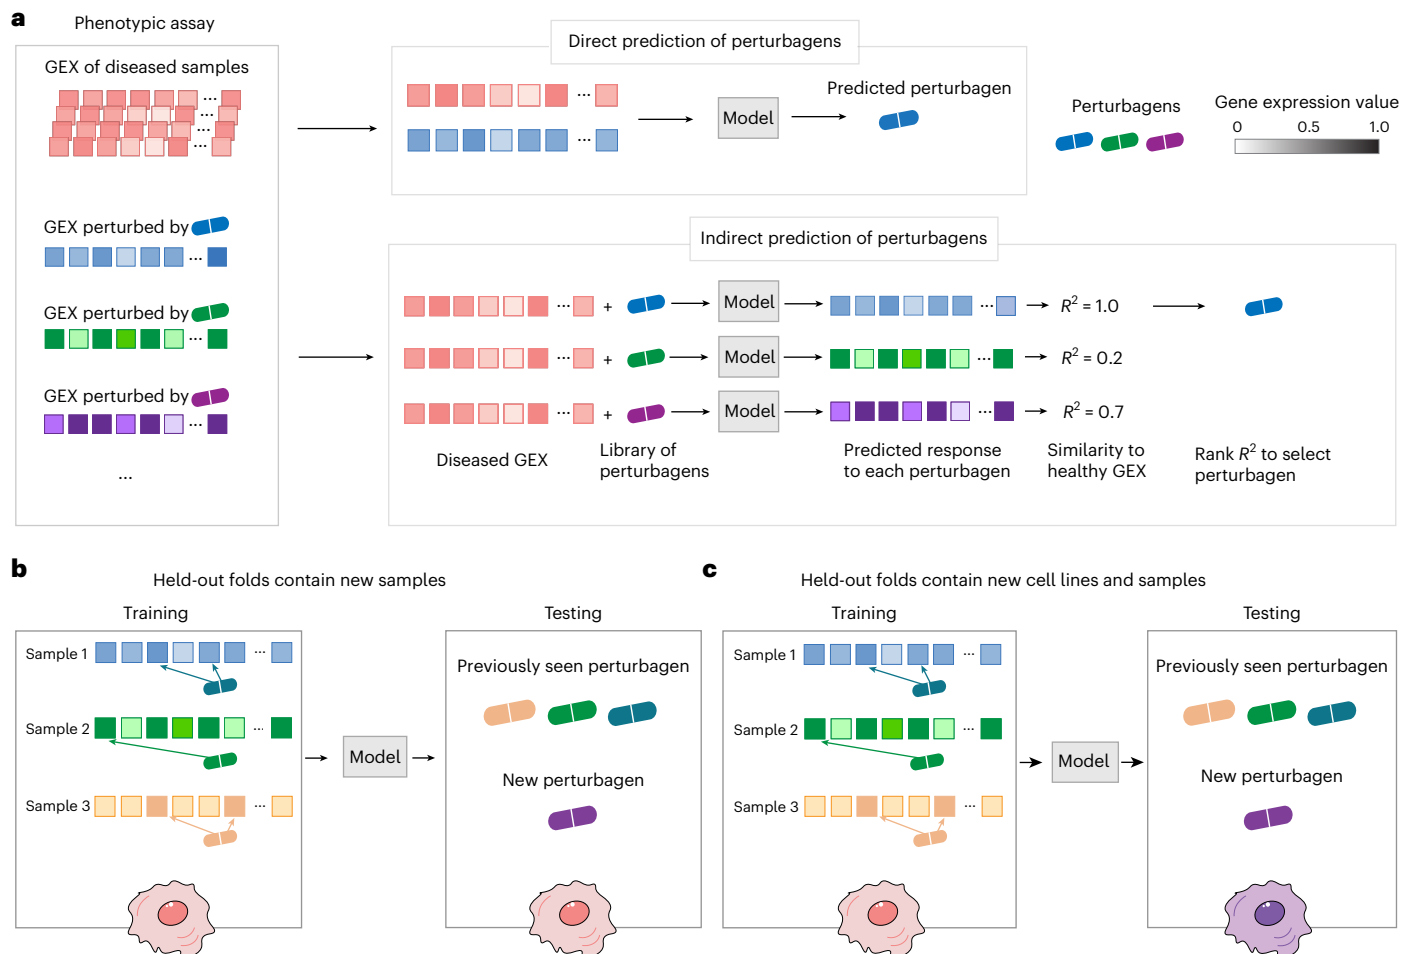 a
Phenotypic assay
GEX of diseased samples
...
...
...
...
GEX perturbed by
...
GEX perturbed by
...
GEX perturbed by
...
...
Direct prediction of perturbagens
...
...
Model
Predicted perturbagen
Perturbagens
Gene expression value
0 0.5 1.0
Indirect prediction of perturbagens
... + Model ... R² = 1.0
... + Model ... R² = 0.2
... + Model ... R² = 0.7
Diseased GEX
Library of
perturbagens
Predicted response
to each perturbagen
Similarity to
healthy GEX
Rank R² to select
perturbagen
b
Held-out folds contain new samples
Training
Sample 1 ...
Sample 2 ...
Sample 3 ...
Model
Testing
Previously seen perturbagen
New perturbagen
c
Held-out folds contain new cell lines and samples
Training
Sample 1 ...
Sample 2 ...
Sample 3 ...
Model
Testing
Previously seen perturbagen
New perturbagen